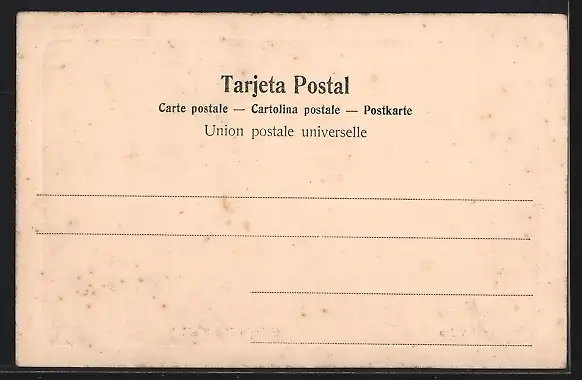 Tarjeta Postal
Carte postale — Cartolina postale — Postkarte
Union postale universelle